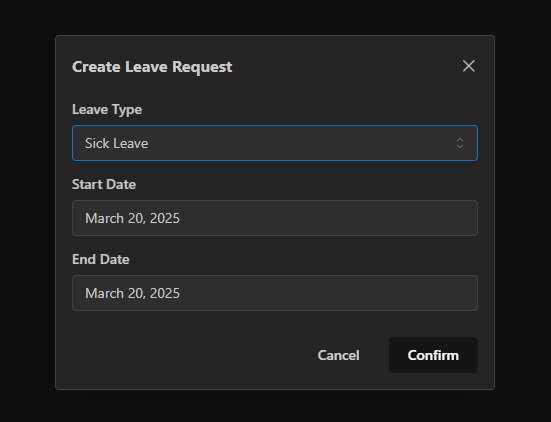 Create Leave Request
Leave Type
Sick Leave
Start Date
March 20, 2025
End Date
March 20, 2025
Cancel Confirm